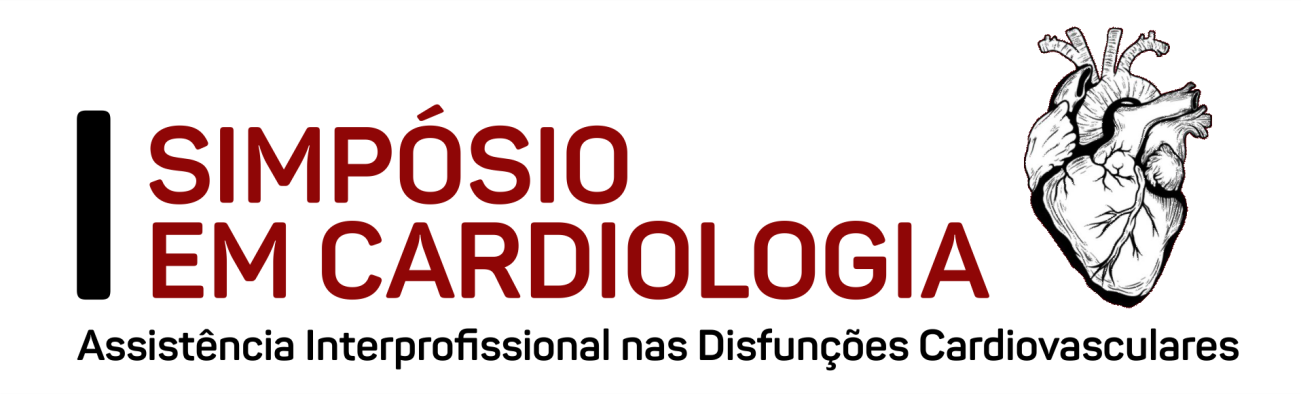 I SIMPÓSIO
EM CARDIOLOGIA
Assistência Interprofissional nas Disfunções Cardiovasculares